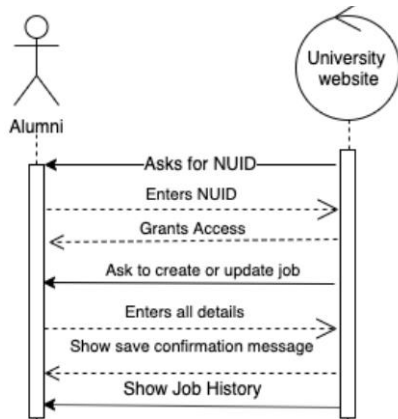 University
website
Alumni
Asks for NUID
Enters NUID
Grants Access
Ask to create or update job
Enters all details
Show save confirmation message
Show Job History